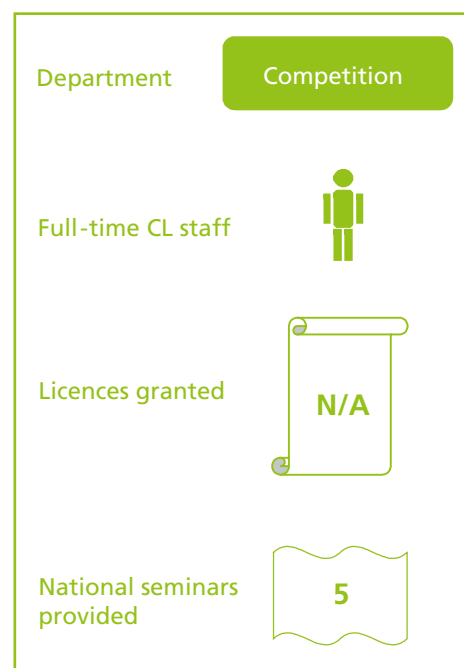 Department Competition
Full-time CL staff
Licences granted N/A
National seminars
provided
5